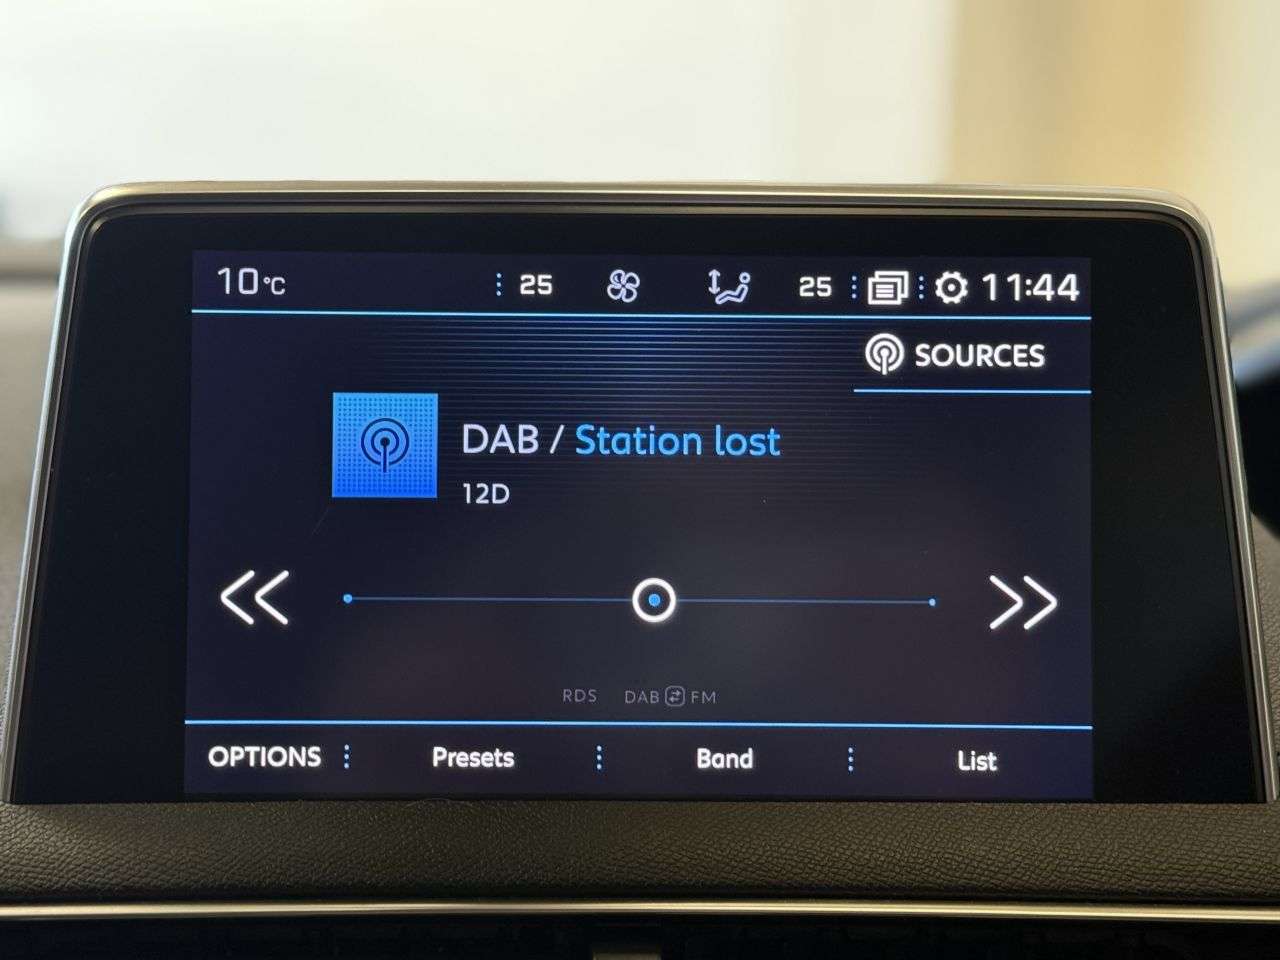 10°C 25 25 11:44
SOURCES
DAB / Station lost
12D
RDS DAB FM
OPTIONS Presets Band List